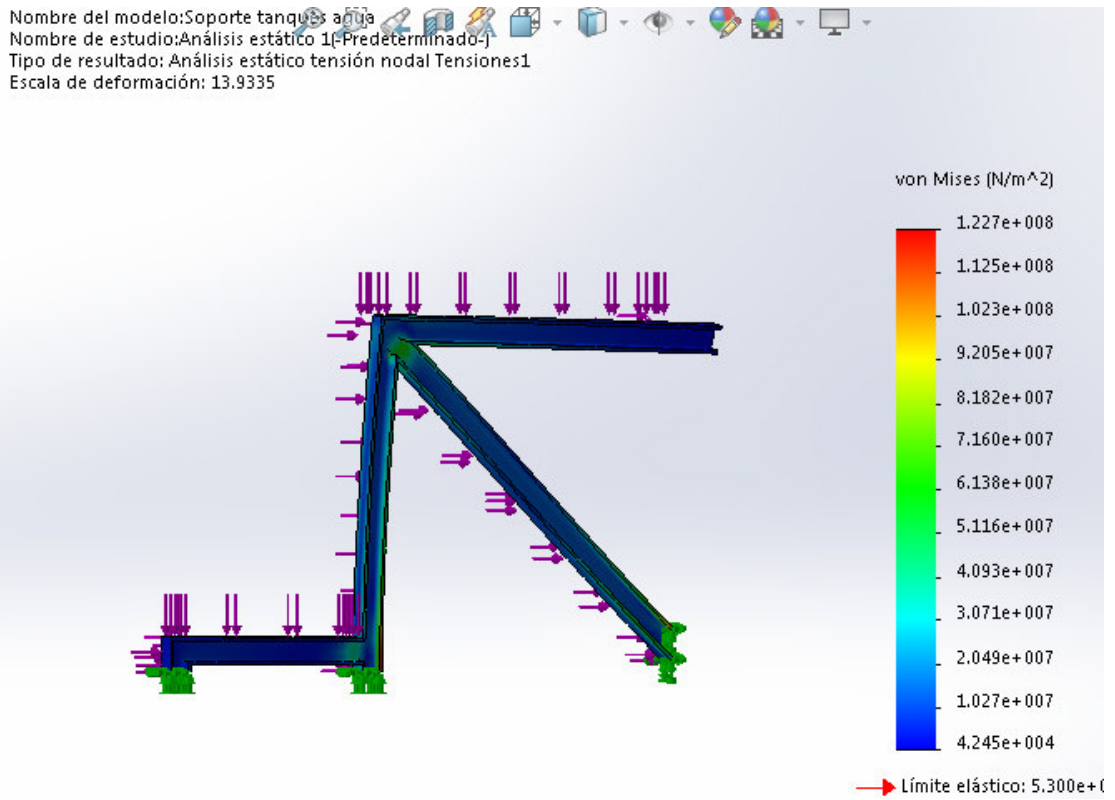 Nombre del modelo:Soporte tanques agua
Nombre de estudio:Análisis estático 1(-Predeterminado-)
Tipo de resultado: Análisis estático tensión nodal Tensiones1
Escala de deformación: 13.9335
von Mises (N/m^2)
1.227e+008
1.125e+008
1.023e+008
9.205e+007
8.182e+007
7.160e+007
6.138e+007
5.116e+007
4.093e+007
3.071e+007
2.049e+007
1.027e+007
4.245e+004
Límite elástico: 5.300e+0